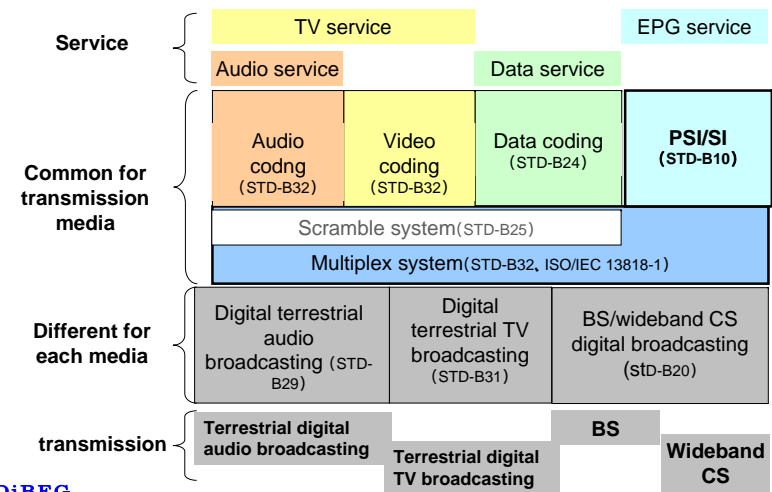 Service
TV service
EPG service
Audio service
Data service
Common for
transmission
media
Audio
codng
(STD-B32)
Video
coding
(STD-B32)
Data coding
(STD-B24)
PSI/SI
(STD-B10)
Scramble system(STD-B25)
Multiplex system(STD-B32、ISO/IEC 13818-1)
Different for
each media
Digital terrestrial
audio
broadcasting (STD-
B29)
Digital
terrestrial TV
broadcasting
(STD-B31)
BS/wideband CS
digital broadcasting
(stD-B20)
transmission
Terrestrial digital
audio broadcasting
Terrestrial digital
TV broadcasting
BS
Wideband
CS